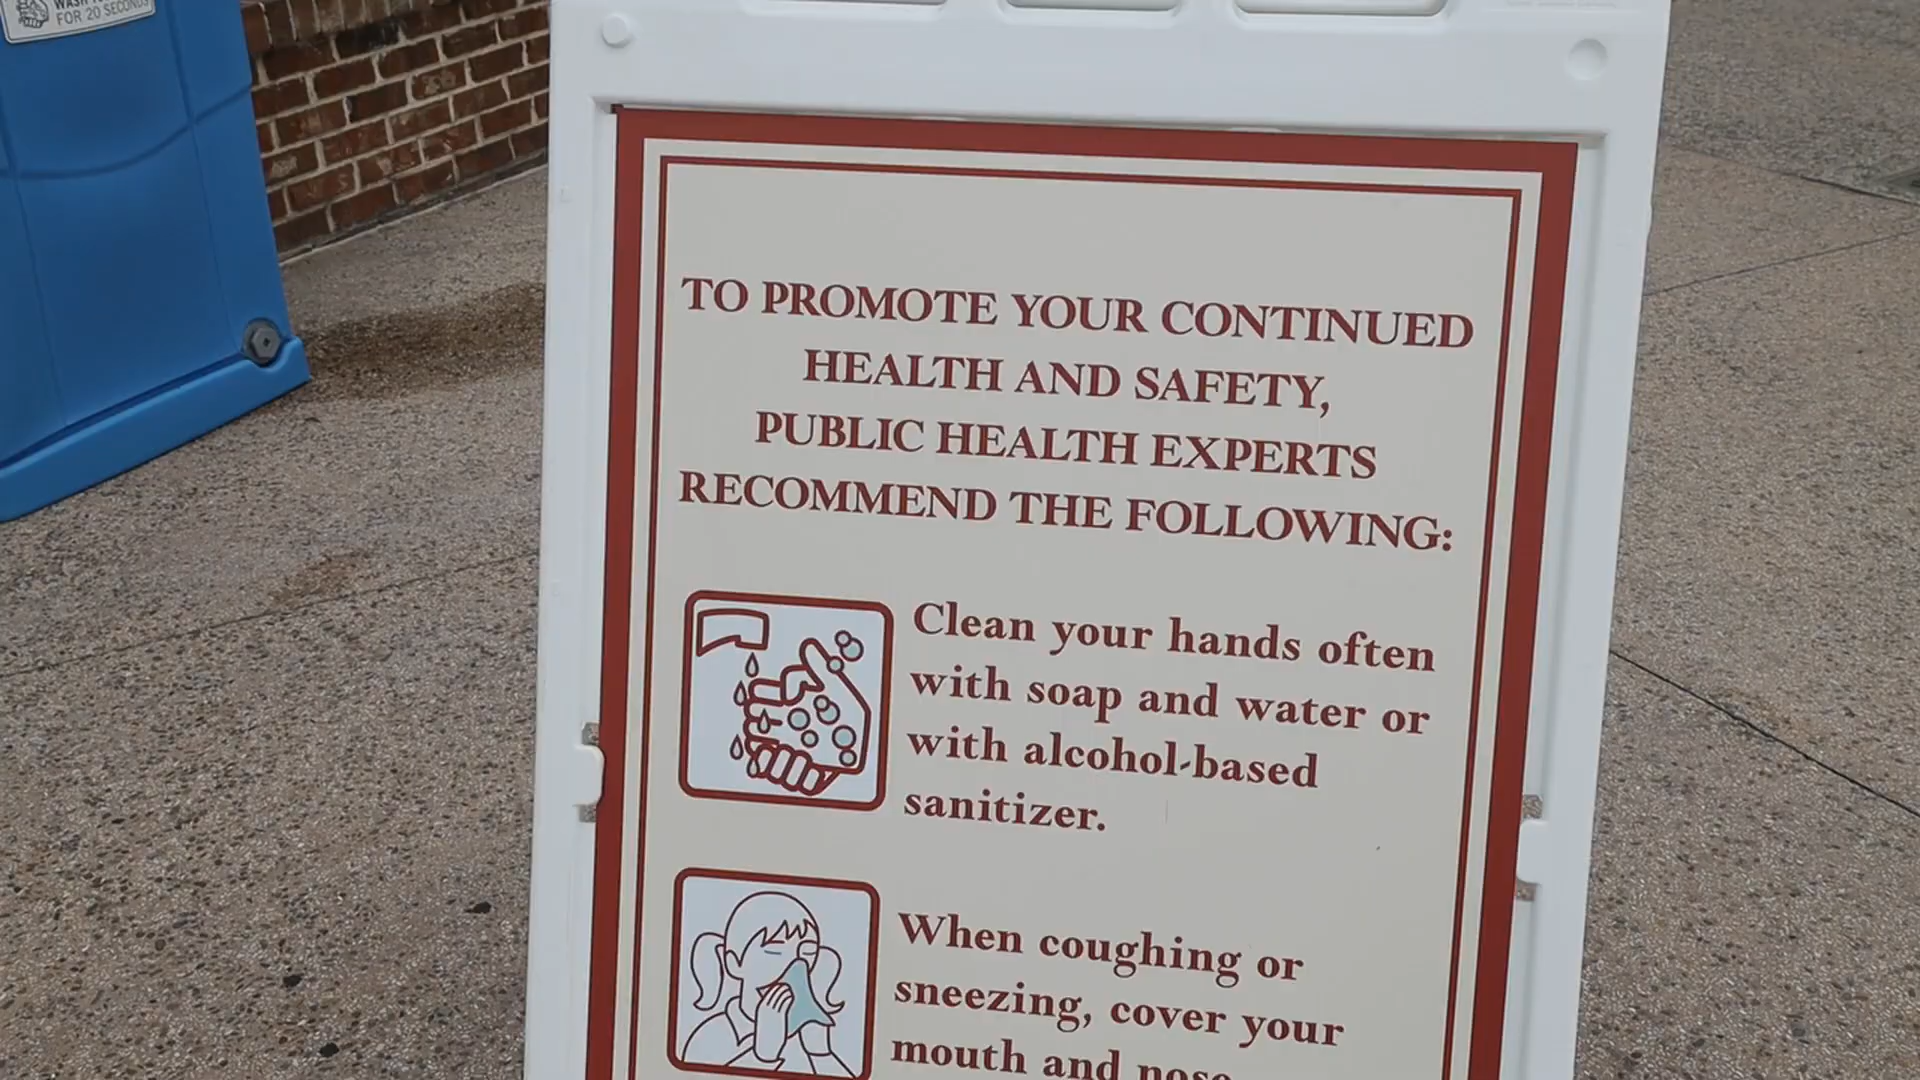 FOR 20 SECONDS
TO PROMOTE YOUR CONTINUED
HEALTH AND SAFETY,
PUBLIC HEALTH EXPERTS
RECOMMEND THE FOLLOWING:
Clean your hands often
with soap and water or
with alcohol-based
sanitizer.
When coughing or
sneezing, cover your
mouth and nose